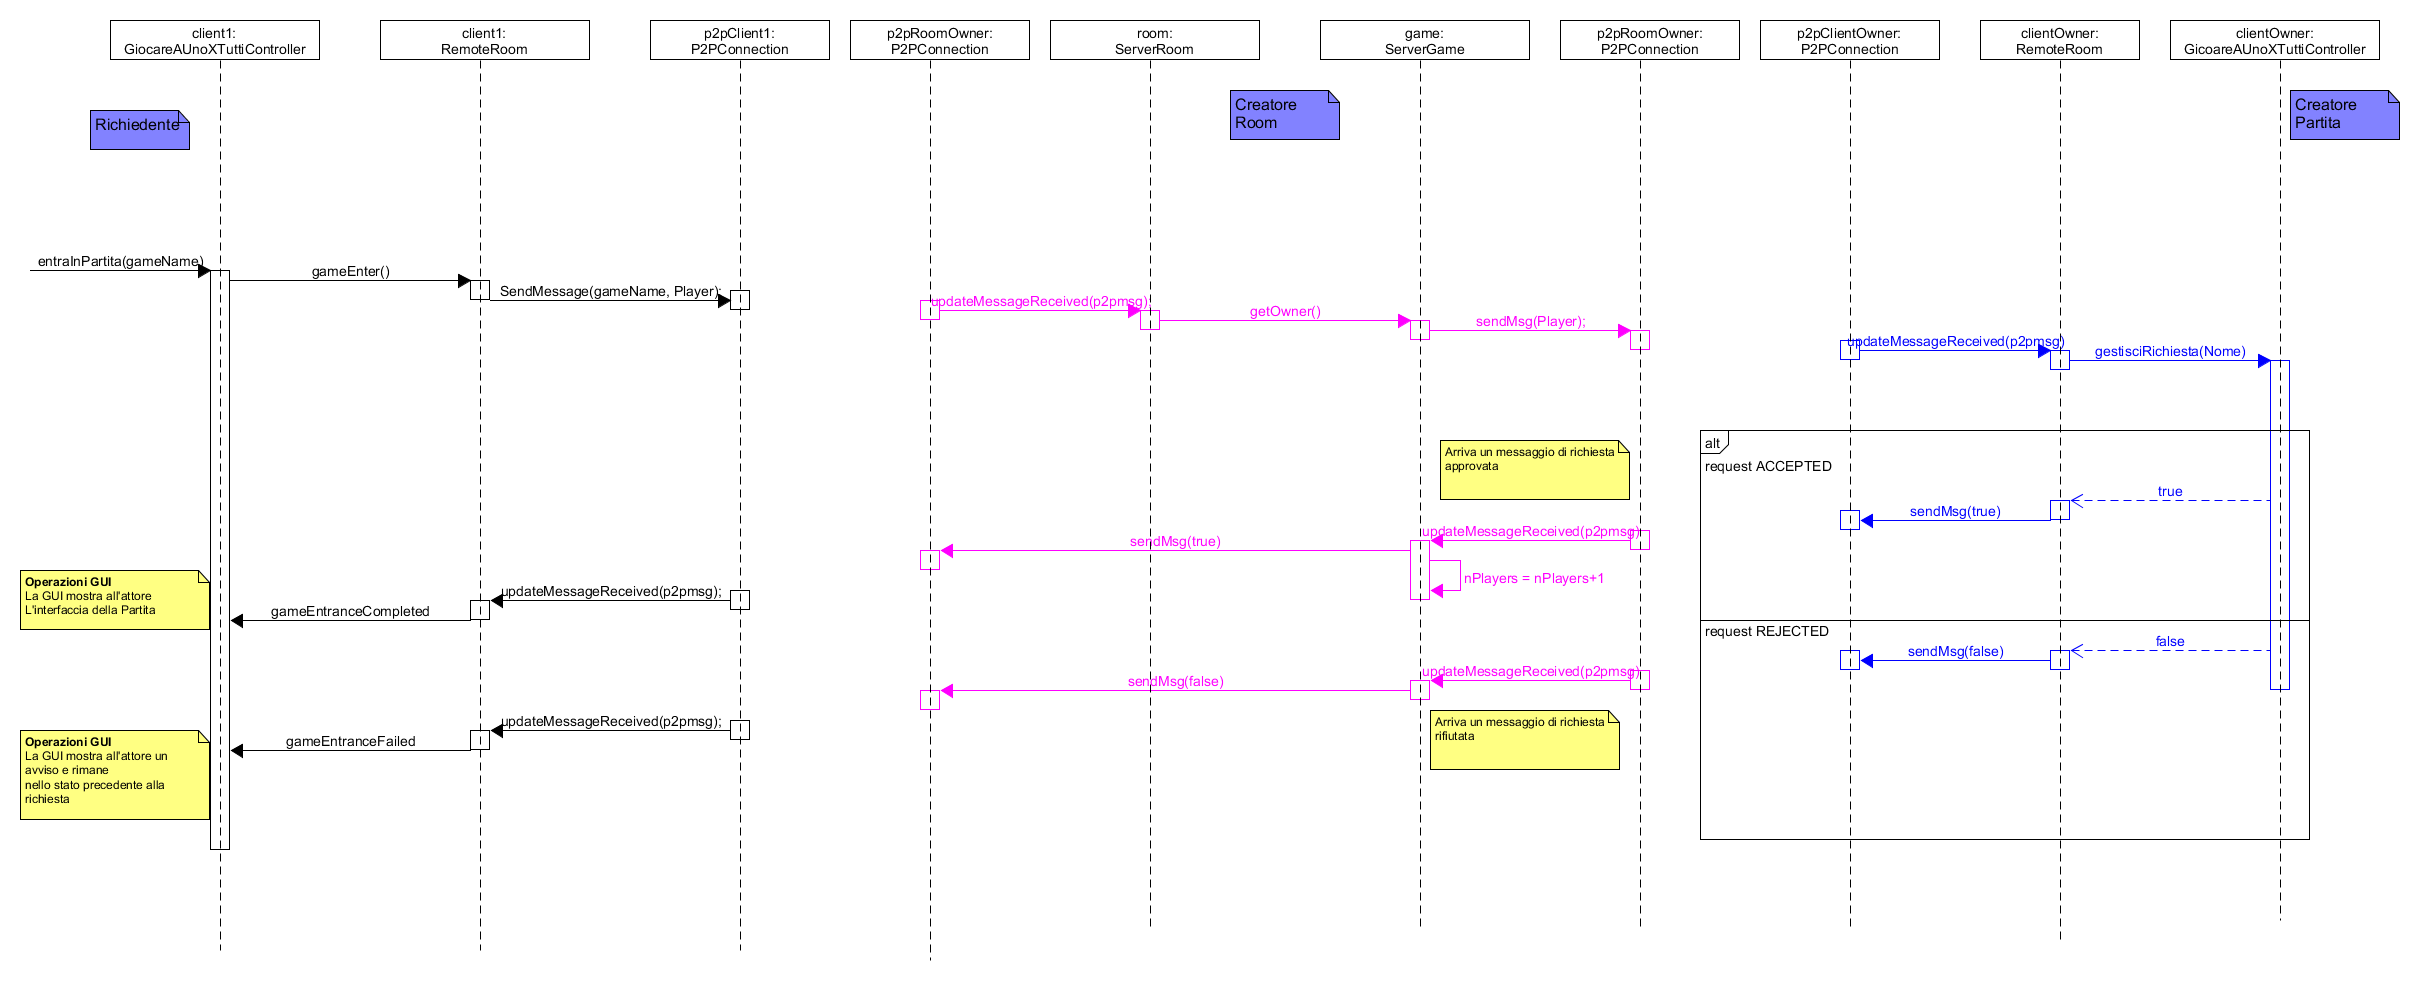 client1:
GiocareAUnoXTuttiController
client1:
RemoteRoom
p2pClient1:
P2PConnection
p2pRoomOwner:
P2PConnection
room:
ServerRoom
game:
ServerGame
p2pRoomOwner:
P2PConnection
p2pClientOwner:
P2PConnection
clientOwner:
RemoteRoom
clientOwner:
GicoareAUnoXTuttiController
Richiedente
Creatore
Room
Creatore
Partita
entraInPartita(gameName)
gameEnter()
SendMessage(gameName, Player);
updateMessageReceived(p2pmsg);
getOwner()
sendMsg(Player);
updateMessageReceived(p2pmsg)
gestisciRichiesta(Nome)
alt
request ACCEPTED
Arriva un messaggio di richiesta
approvata
true
sendMsg(true)
updateMessageReceived(p2pmsg)
sendMsg(true)
nPlayers = nPlayers+1
Operazioni GUI
La GUI mostra all'attore
L'interfaccia della Partita
updateMessageReceived(p2pmsg);
gameEntranceCompleted
request REJECTED
false
sendMsg(false)
updateMessageReceived(p2pmsg)
sendMsg(false)
Arriva un messaggio di richiesta
rifiutata
updateMessageReceived(p2pmsg);
gameEntranceFailed
Operazioni GUI
La GUI mostra all'attore un
avviso e rimane
nello stato precedente alla
richiesta